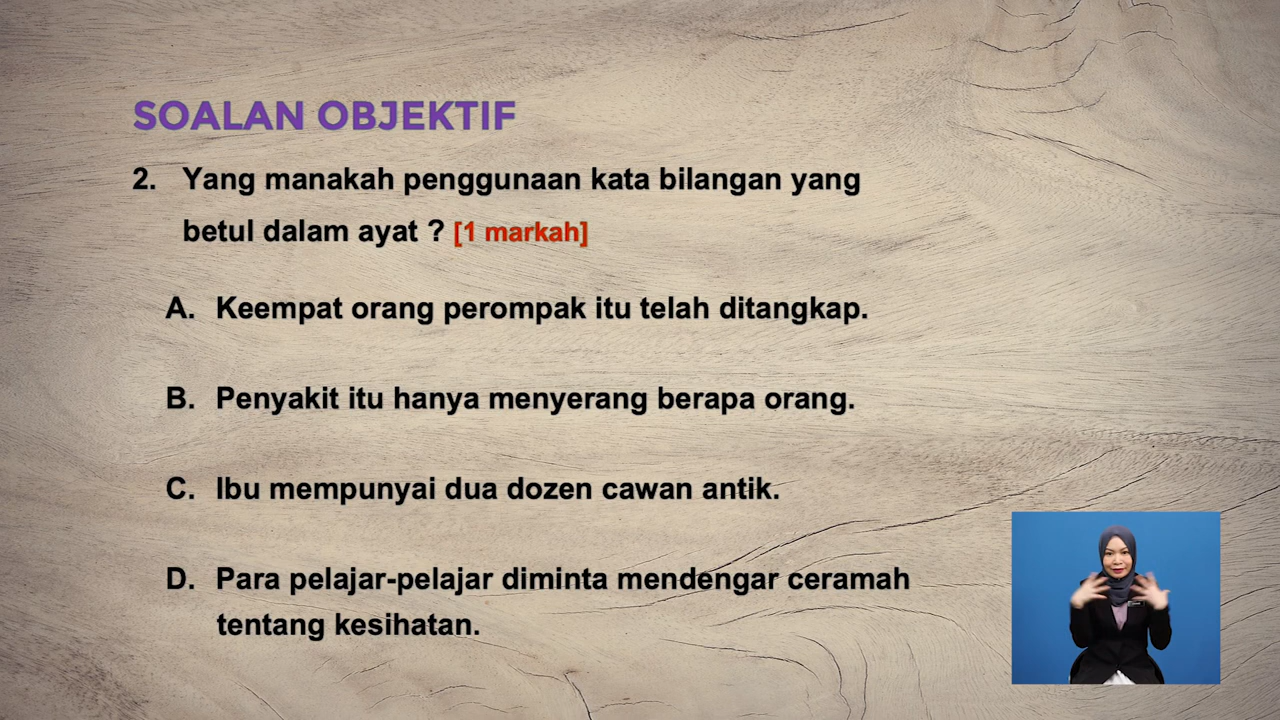 SOALAN OBJEKTIF
2. Yang manakah penggunaan kata bilangan yang
betul dalam ayat ? [1 markah]
A. Keempat orang perompak itu telah ditangkap.
B. Penyakit itu hanya menyerang berapa orang.
C. Ibu mempunyai dua dozen cawan antik.
D. Para pelajar-pelajar diminta mendengar ceramah
tentang kesihatan.